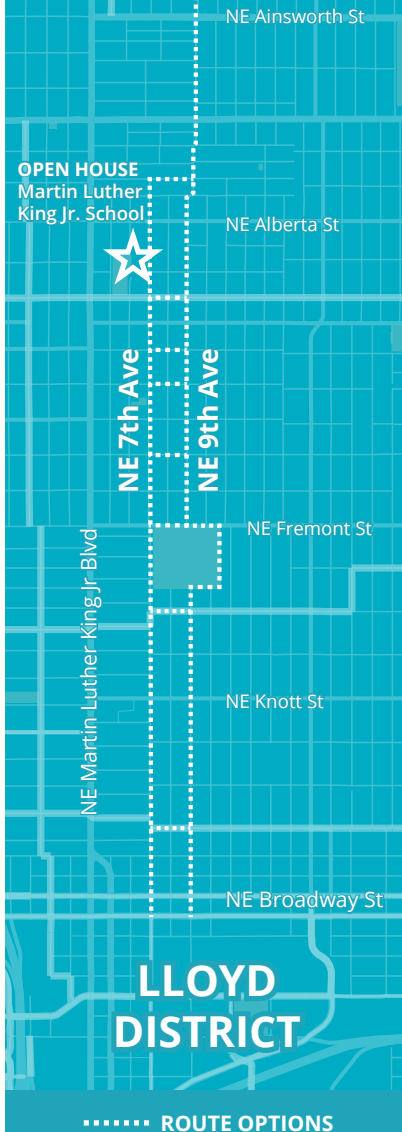 NE Ainsworth St
OPEN HOUSE
Martin Luther
King Jr. School
NE Alberta St
NE 7th Ave
NE 9th Ave
NE Fremont St
NE Martin Luther King Jr Blvd
NE Knott St
NE Broadway St
LLOYD
DISTRICT
ROUTE OPTIONS